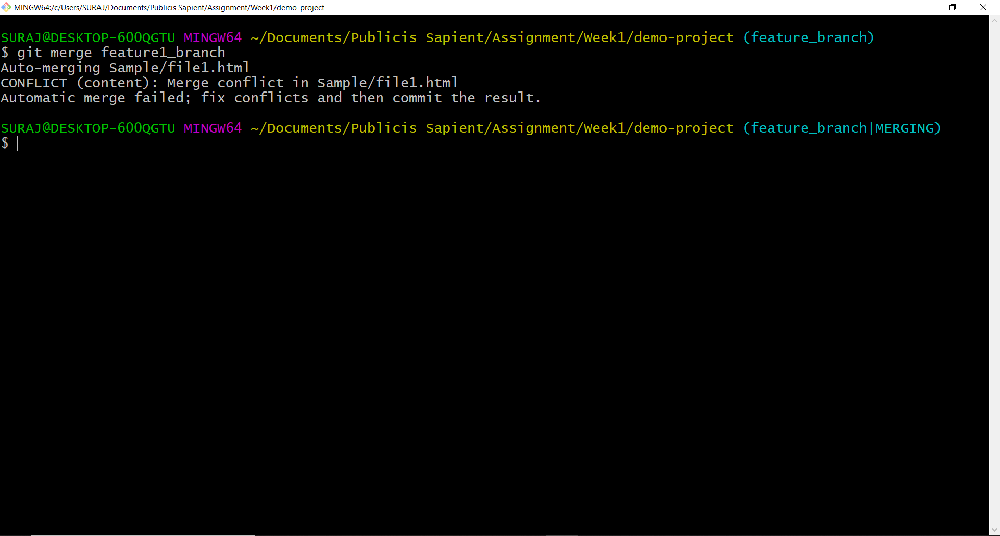 MINGW64:/c/Users/SURAJ/Documents/Publicis Sapient/Assignment/Week1/demo-project
SURAJ@DESKTOP-60OQGTU MINGW64 ~/Documents/Publicis Sapient/Assignment/Week1/demo-project (feature_branch)
$ git merge feature1_branch
Auto-merging Sample/file1.html
CONFLICT (content): Merge conflict in Sample/file1.html
Automatic merge failed; fix conflicts and then commit the result.
SURAJ@DESKTOP-60OQGTU MINGW64 ~/Documents/Publicis Sapient/Assignment/Week1/demo-project (feature_branch|MERGING)
$